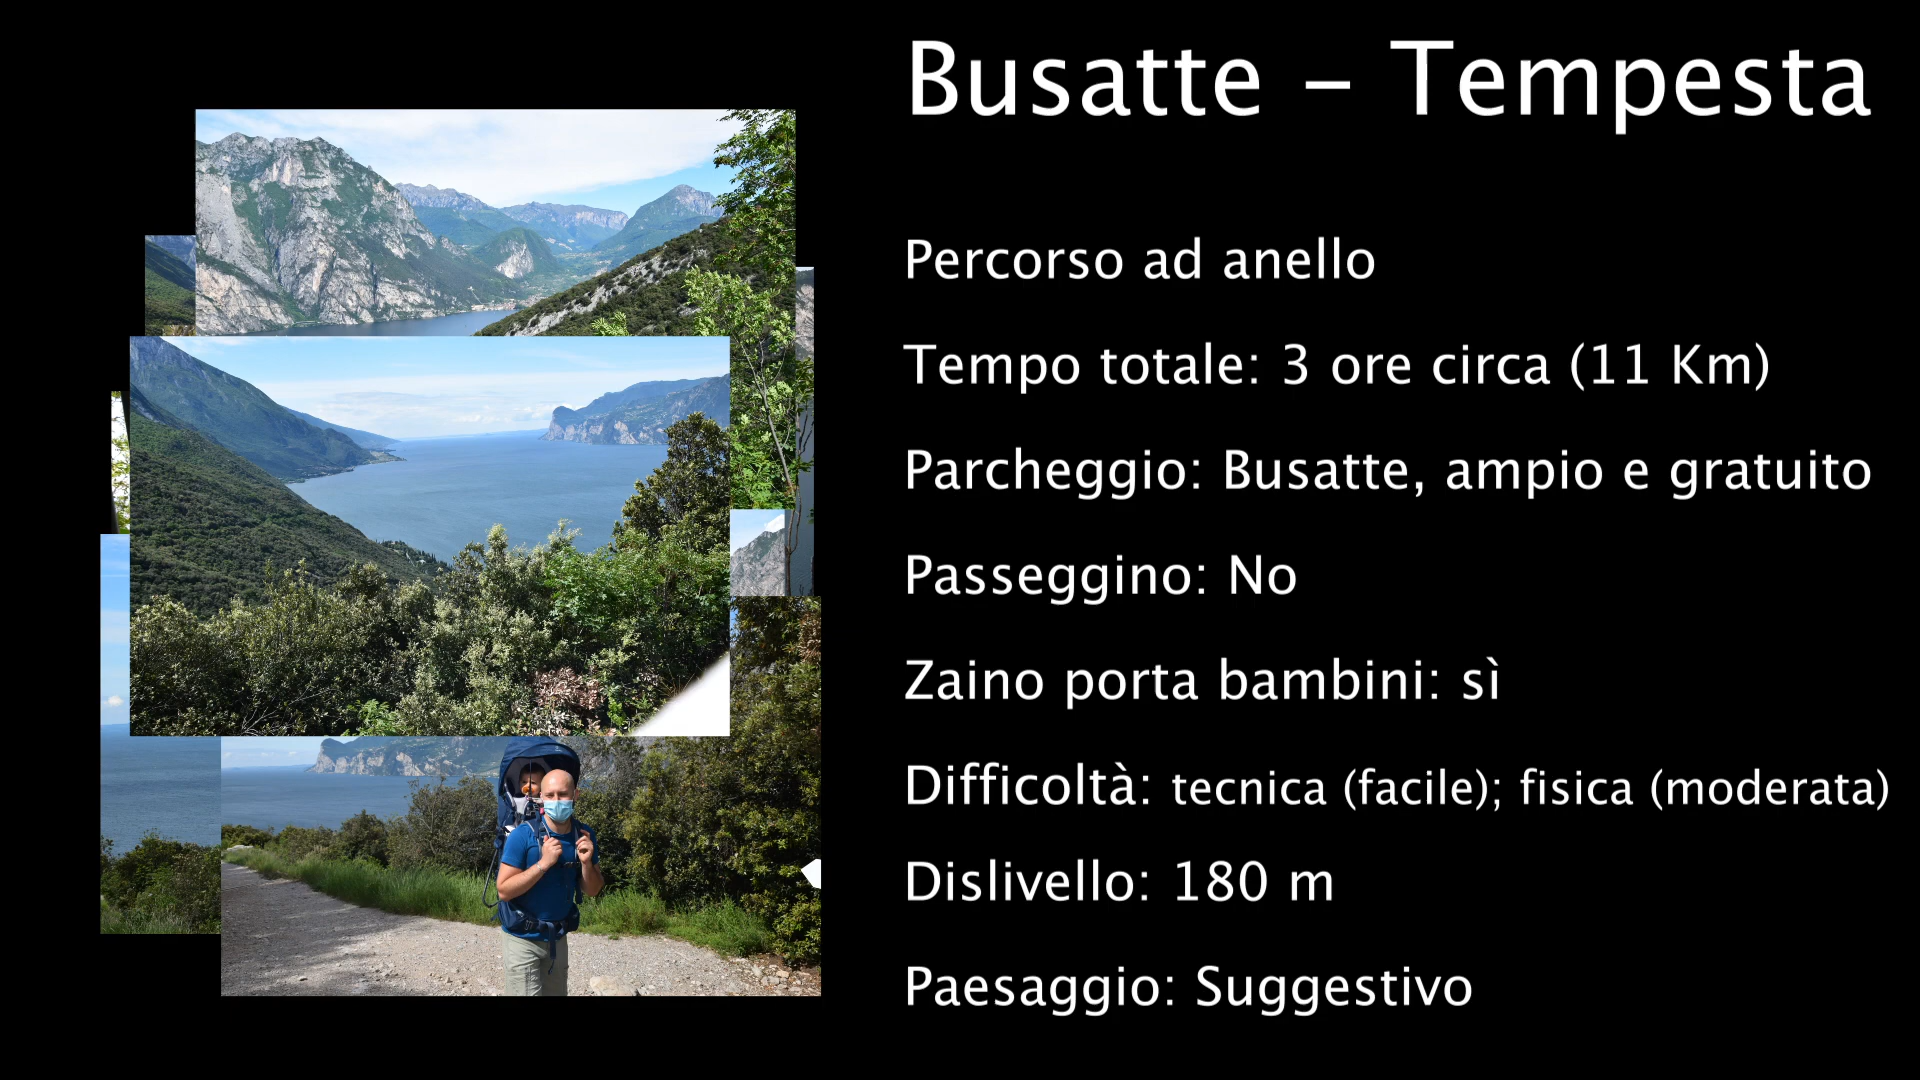 Busatte – Tempesta
Percorso ad anello
Tempo totale: 3 ore circa (11 Km)
Parcheggio: Busatte, ampio e gratuito
Passeggino: No
Zaino porta bambini: sì
Difficoltà: tecnica (facile); fisica (moderata)
Dislivello: 180 m
Paesaggio: Suggestivo